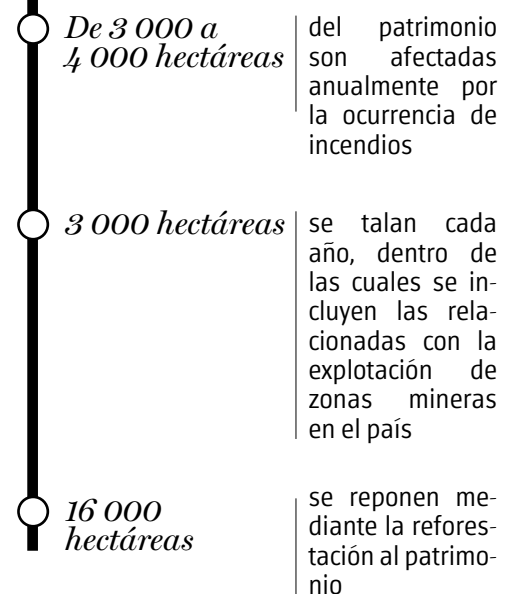 De 3 000 a
4 000 hectáreas
del patrimonio
son afectadas
anualmente por
la ocurrencia de
incendios
3 000 hectáreas
se talan cada
año, dentro de
las cuales se in-
cluyen las rela-
cionadas con la
explotación de
zonas mineras
en el país
16 000
hectáreas
se reponen me-
diante la refores-
tación al patrimo-
nio